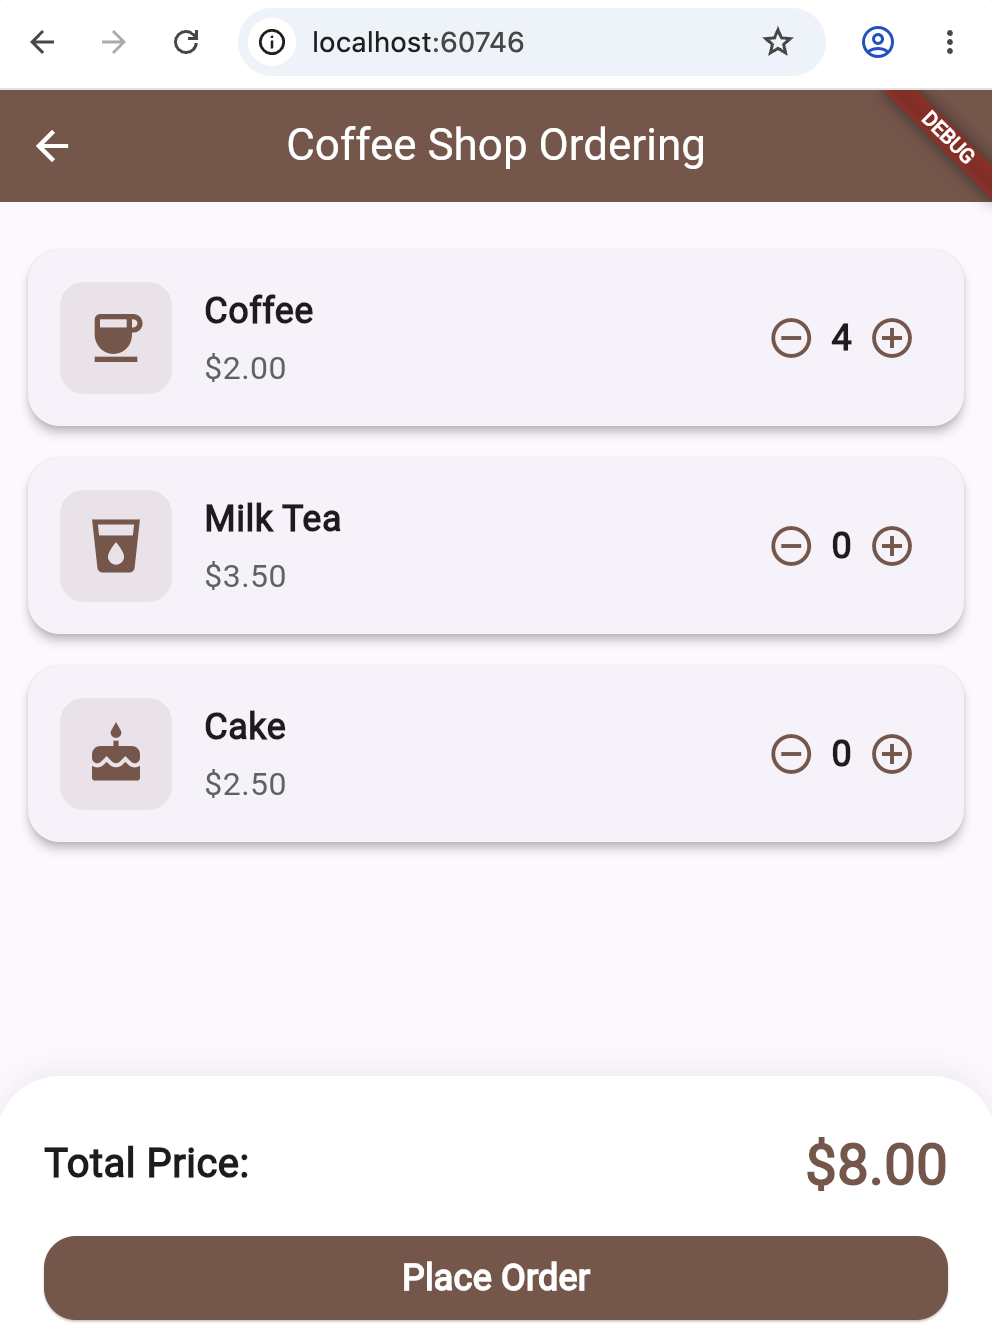 localhost:60746
Coffee Shop Ordering
DEBUG
Coffee
$2.00
4
Milk Tea
$3.50
0
Cake
$2.50
0
Total Price:
$8.00
Place Order